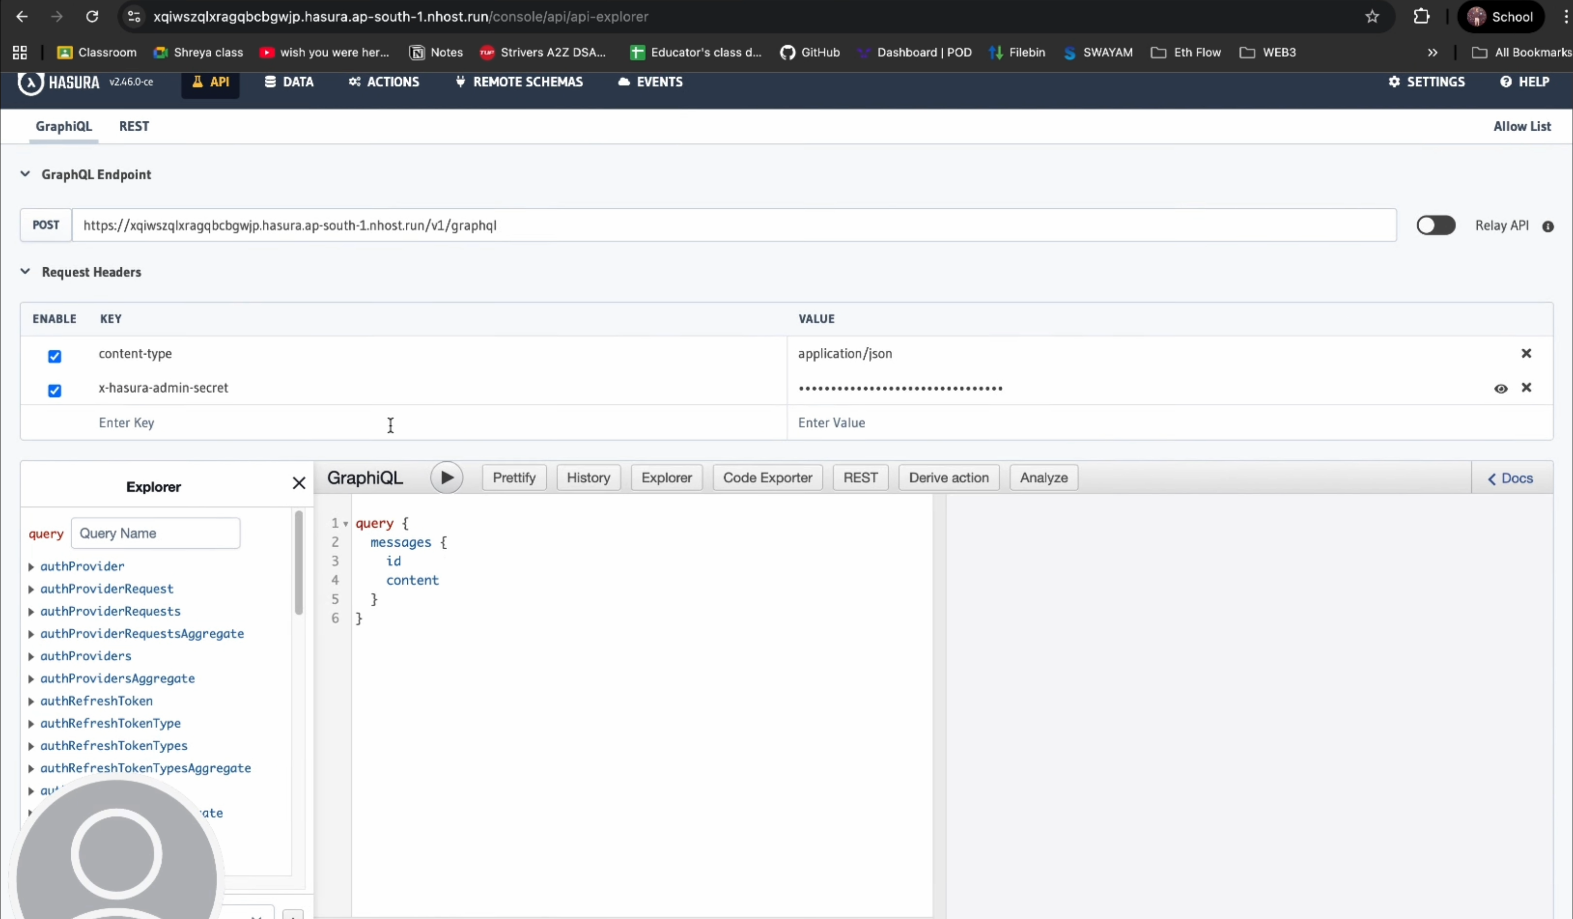 xqiwszqlxragqbcbgwjp.hasura.ap-south-1.nhost.run/console/api/api-explorer
School
Classroom
Shreya class
wish you were her...
Notes
Strivers A2Z DSA...
Educator's class d...
GitHub
Dashboard | POD
Filebin
SWAYAM
Eth Flow
WEB3
»
All Bookmarks
HASURA v2.46.0-ce
API
DATA
ACTIONS
REMOTE SCHEMAS
EVENTS
SETTINGS
HELP
GraphiQL
REST
Allow List
GraphQL Endpoint
POST
https://xqiwszqlxragqbcbgwjp.hasura.ap-south-1.nhost.run/v1/graphql
Relay API
Request Headers
ENABLE KEY VALUE
content-type application/json
x-hasura-admin-secret ••••••••••••••••••••••••••••••••
Enter Key Enter Value
Explorer
GraphiQL
Prettify
History
Explorer
Code Exporter
REST
Derive action
Analyze
Docs
query Query Name
authProvider
authProviderRequest
authProviderRequests
authProviderRequestsAggregate
authProviders
authProvidersAggregate
authRefreshToken
authRefreshTokenType
authRefreshTokenTypes
authRefreshTokenTypesAggregate
1 query {
2 messages {
3 id
4 content
5 }
6 }